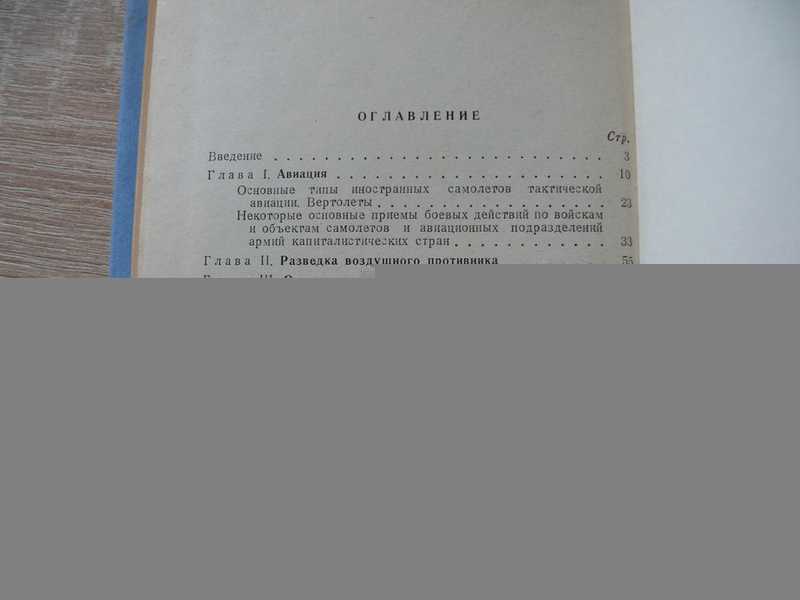 ОГЛАВЛЕНИЕ
Стр.
Введение . . . . . . . . . . . . . . . . . . . . . . . . . . 3
Глава I. Авиация . . . . . . . . . . . . . . . . . . . . . 10
Основные типы иностранных самолетов тактической
авиации. Вертолеты . . . . . . . . . . . . . . . . . . 23
Некоторые основные приемы боевых действий по войскам
и объектам самолетов и авиационных подразделений
армий капиталистических стран . . . . . . . . . . . . 33
Глава II. Разведка воздушного противника . . . . . . . . 55